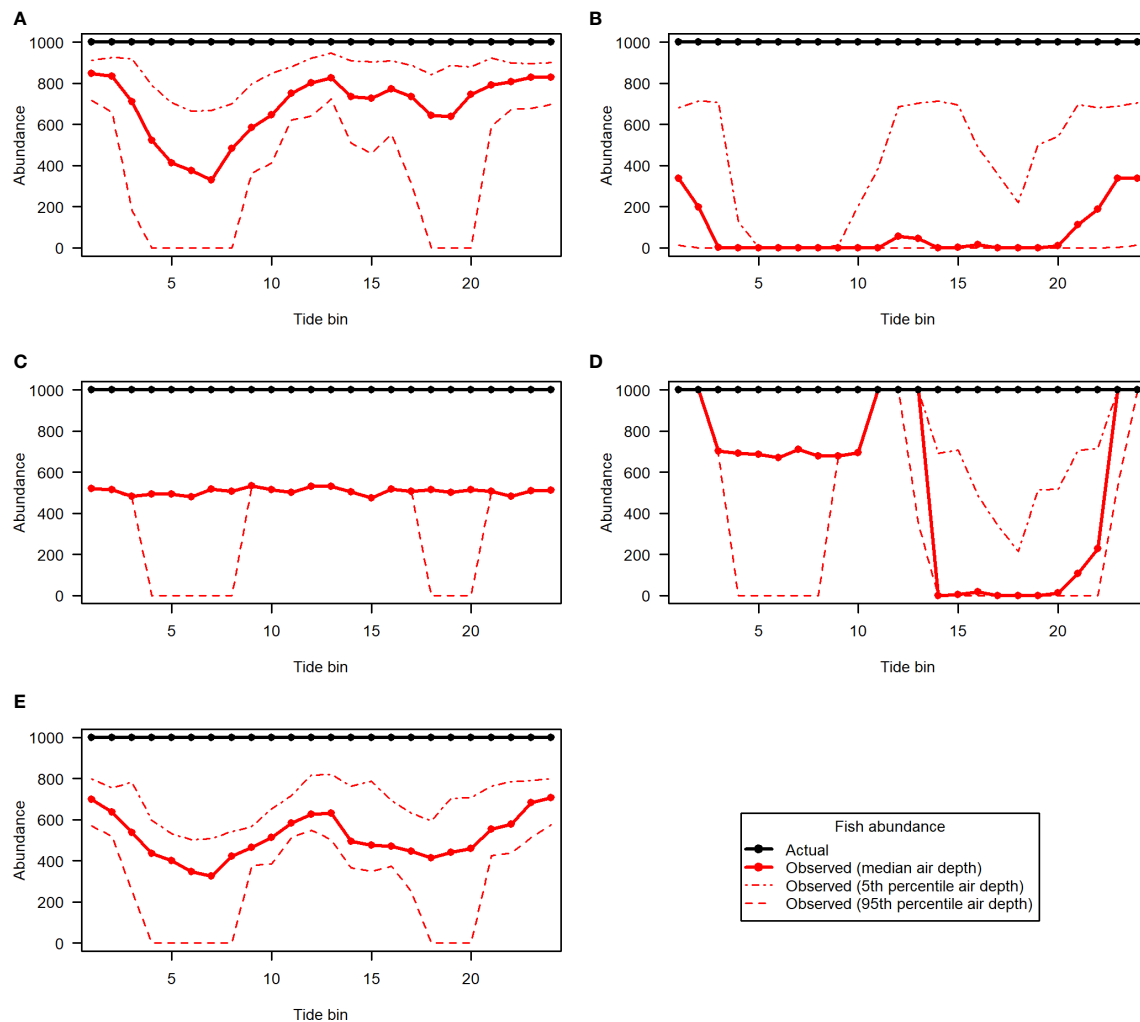 A
1000
800
600
400
200
0
Abundance
5
10
15
20
Tide bin
B
1000
800
600
400
200
0
Abundance
5
10
15
20
Tide bin
C
1000
800
600
400
200
0
Abundance
5
10
15
20
Tide bin
D
1000
800
600
400
200
0
Abundance
5
10
15
20
Tide bin
E
1000
800
600
400
200
0
Abundance
5
10
15
20
Tide bin
Fish abundance
Actual
Observed (median air depth)
Observed (5th percentile air depth)
Observed (95th percentile air depth)